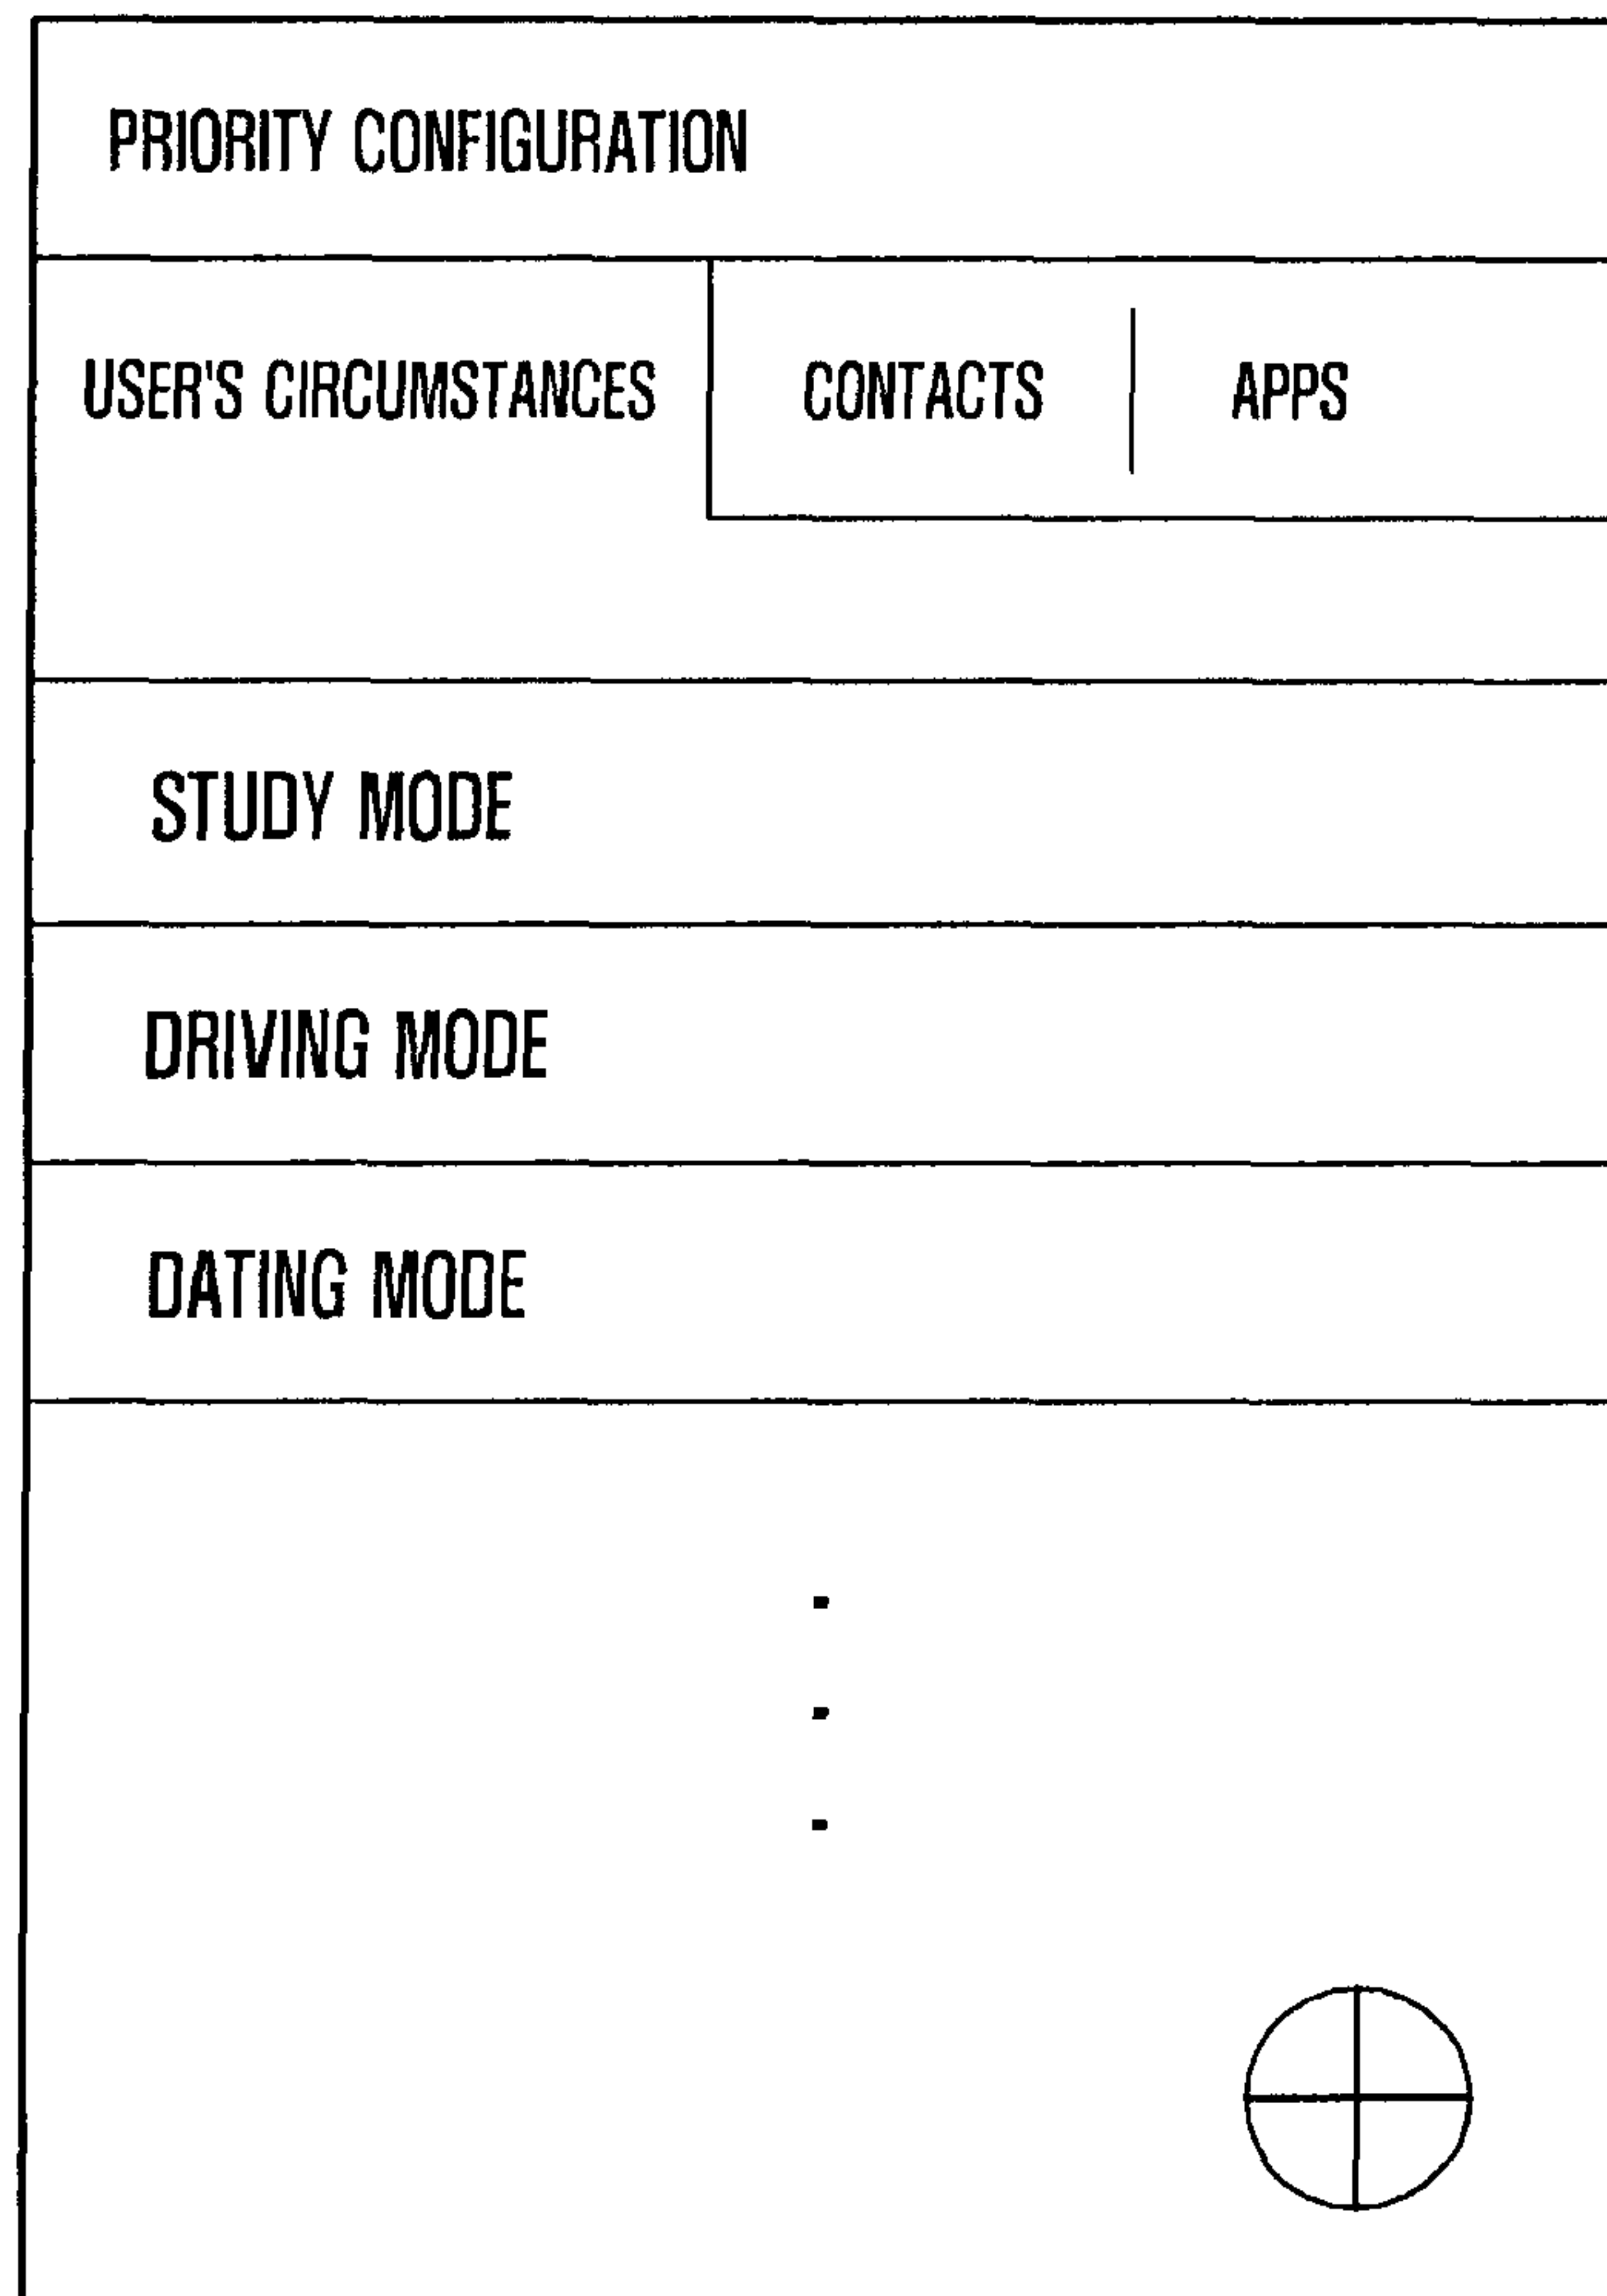 PRIORITY CONFIGURATION
USER'S CIRCUMSTANCES CONTACTS APPS
STUDY MODE
DRIVING MODE
DATING MODE